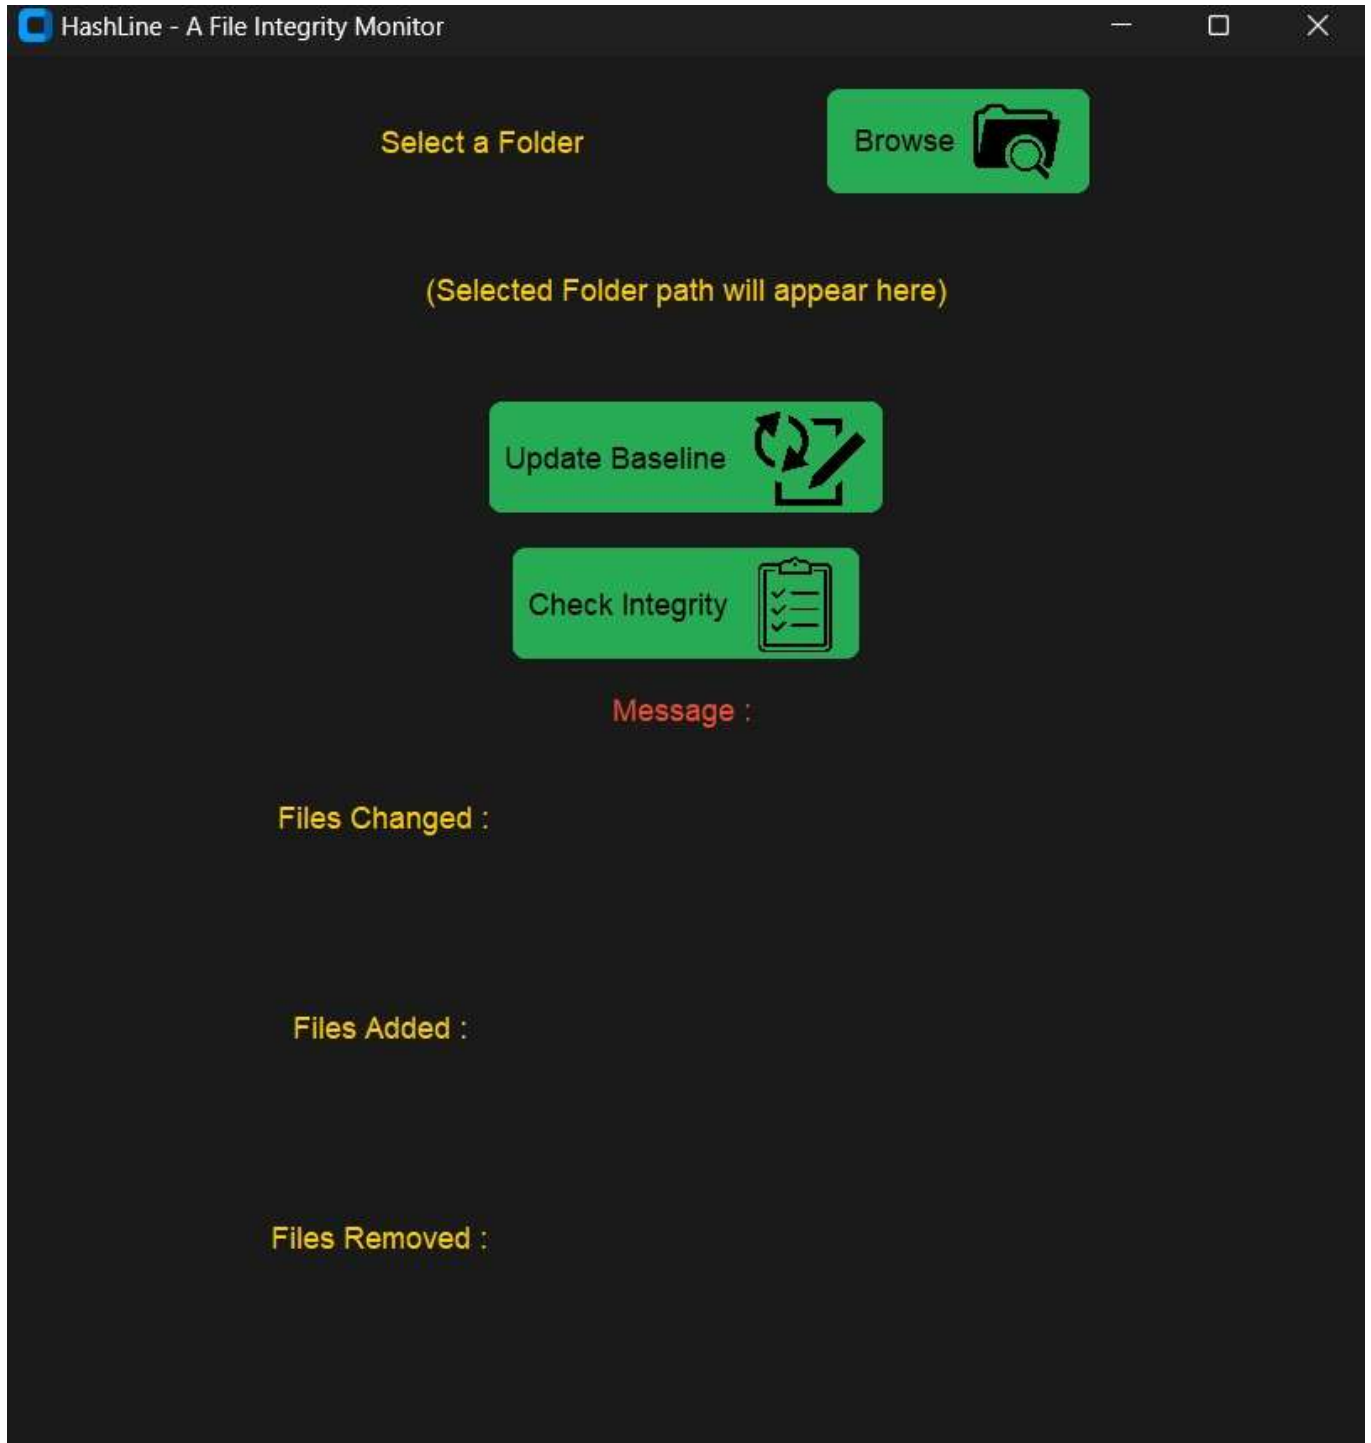 HashLine - A File Integrity Monitor
Select a Folder
Browse
(Selected Folder path will appear here)
Update Baseline
Check Integrity
Message :
Files Changed :
Files Added :
Files Removed :